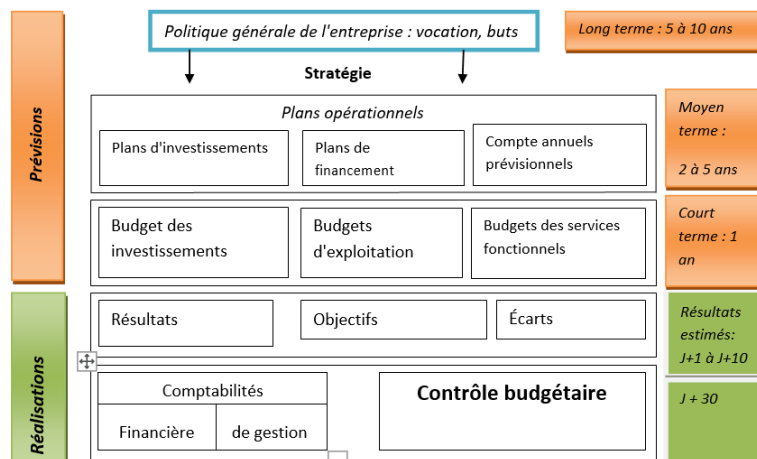 Politique générale de l'entreprise : vocation, buts
Long terme : 5 à 10 ans
Stratégie
Prévisions
Plans opérationnels
Plans d'investissements
Plans de
financement
Compte annuels
prévisionnels
Moyen
terme :
2 à 5 ans
Budget des
investissements
Budgets
d'exploitation
Budgets des services
fonctionnels
Court
terme : 1
an
Réalisations
Résultats
Objectifs
Écarts
Résultats
estimés:
J+1 à J+10
Comptabilités
Financière
de gestion
Contrôle budgétaire
J + 30